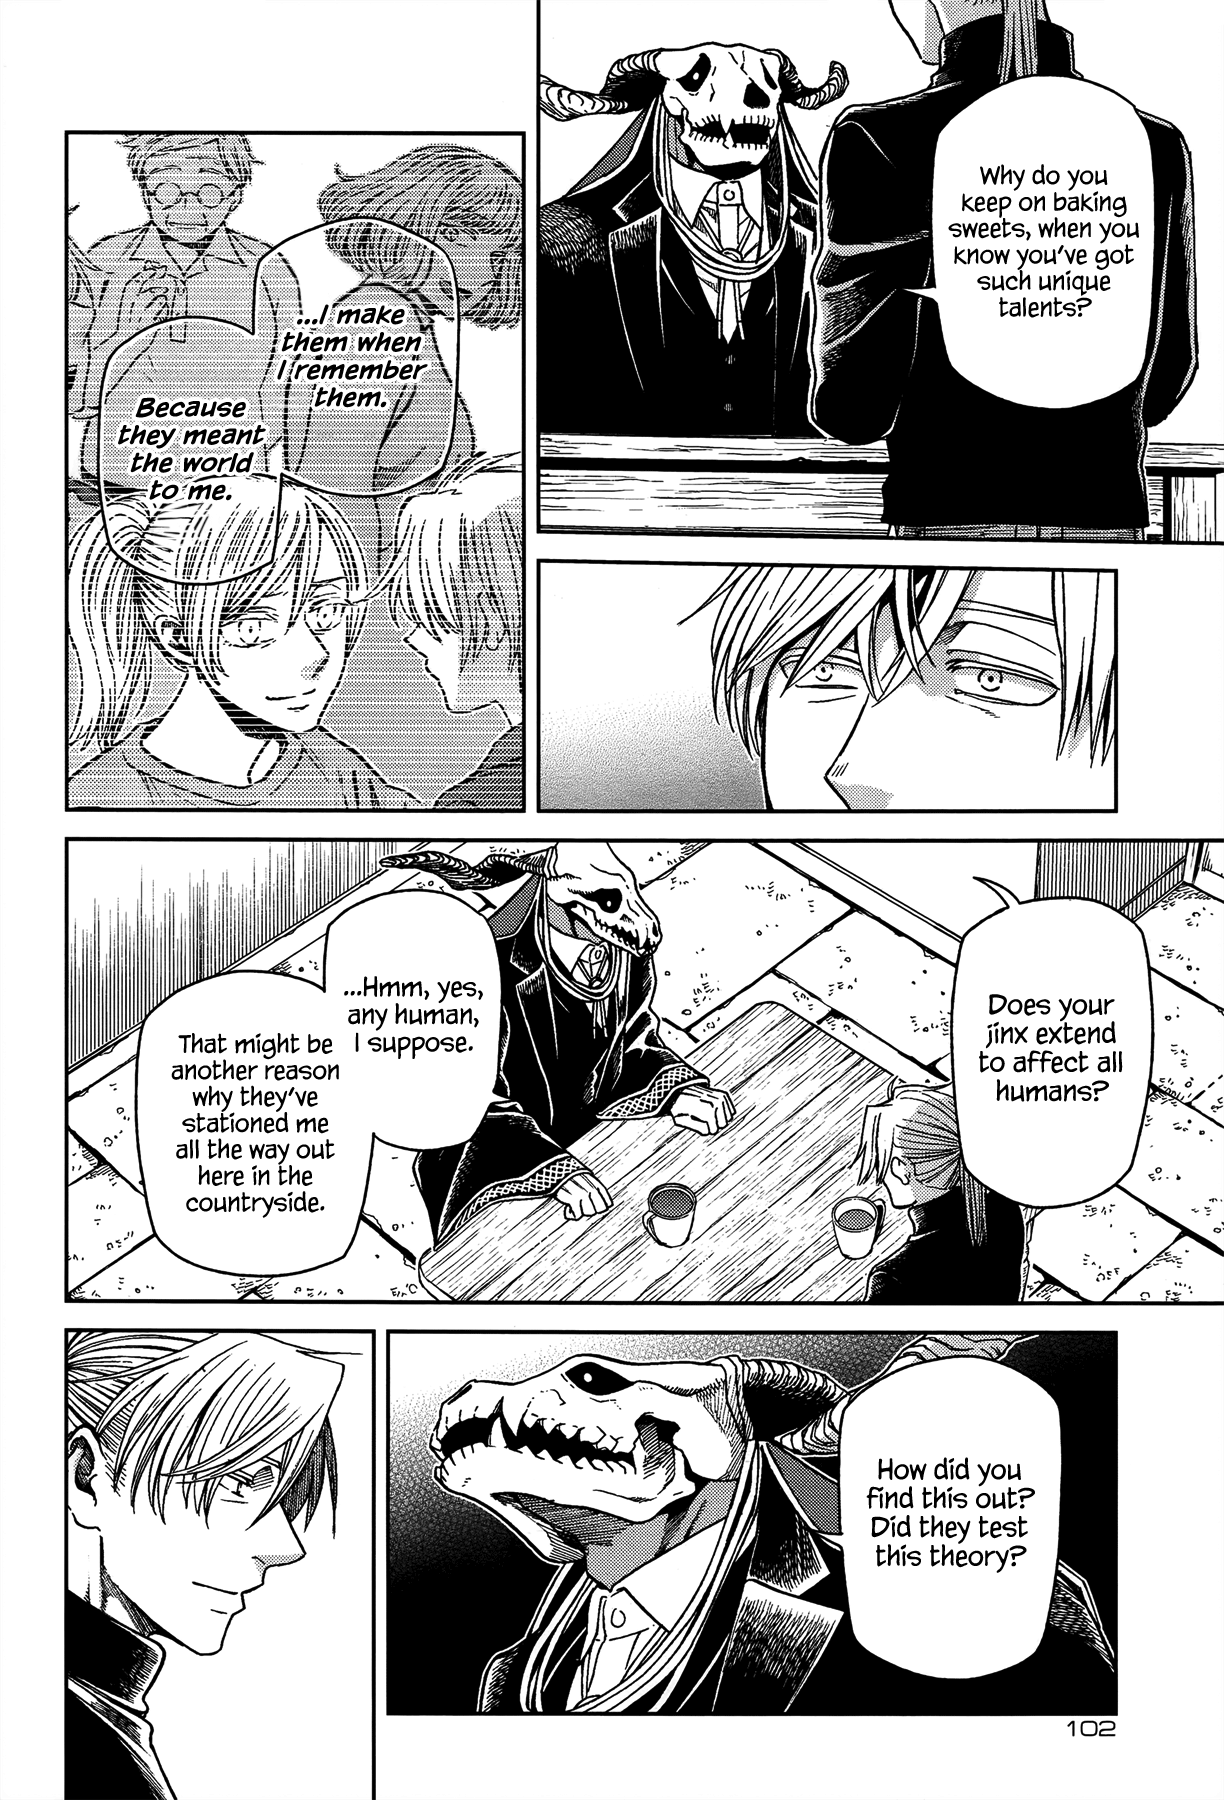 Why do you
keep on baking
sweets, when you
know you've got
such unique
talents?
...I make
them when
I remember
them.
Because
they meant
the world
to me.
Does your
jinx extend
to affect all
humans?
...Hmm, yes,
any human,
I suppose.
That might be
another reason
why they've
stationed me
all the way out
here in the
countryside.
How did you
find this out?
Did they test
this theory?
102